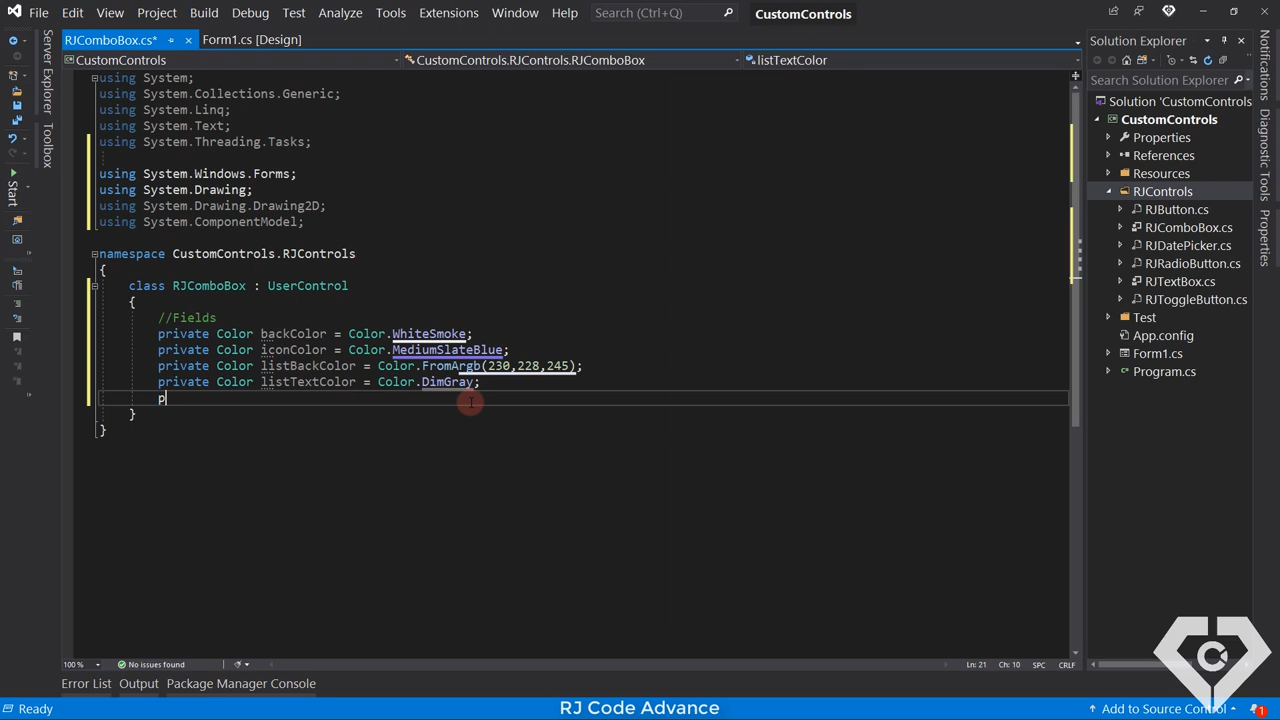 File Edit View Project Build Debug Test Analyze Tools Extensions Window Help Search (Ctrl+Q) CustomControls
RJComboBox.cs* Form1.cs [Design]
CustomControls CustomControls.RJControls.RJComboBox listTextColor
Server Explorer
Toolbox
Start
using System;
using System.Collections.Generic;
using System.Linq;
using System.Text;
using System.Threading.Tasks;
using System.Windows.Forms;
using System.Drawing;
using System.Drawing.Drawing2D;
using System.ComponentModel;
namespace CustomControls.RJControls
{
class RJComboBox : UserControl
{
//Fields
private Color backColor = Color.WhiteSmoke;
private Color iconColor = Color.MediumSlateBlue;
private Color listBackColor = Color.FromArgb(230,228,245);
private Color listTextColor = Color.DimGray;
p
}
}
Solution Explorer
Search Solution Explorer
Solution 'CustomControls
CustomControls
Properties
References
Resources
RJControls
RJButton.cs
RJComboBox.cs
RJDatePicker.cs
RJRadioButton.cs
RJTextBox.cs
RJToggleButton.cs
Test
App.config
Form1.cs
Program.cs
Notifications
Diagnostic Tools
Properties
100 % No issues found Ln: 21 Ch: 10 SPC CRLF
Error List Output Package Manager Console
Ready RJ Code Advance Add to Source Control 1